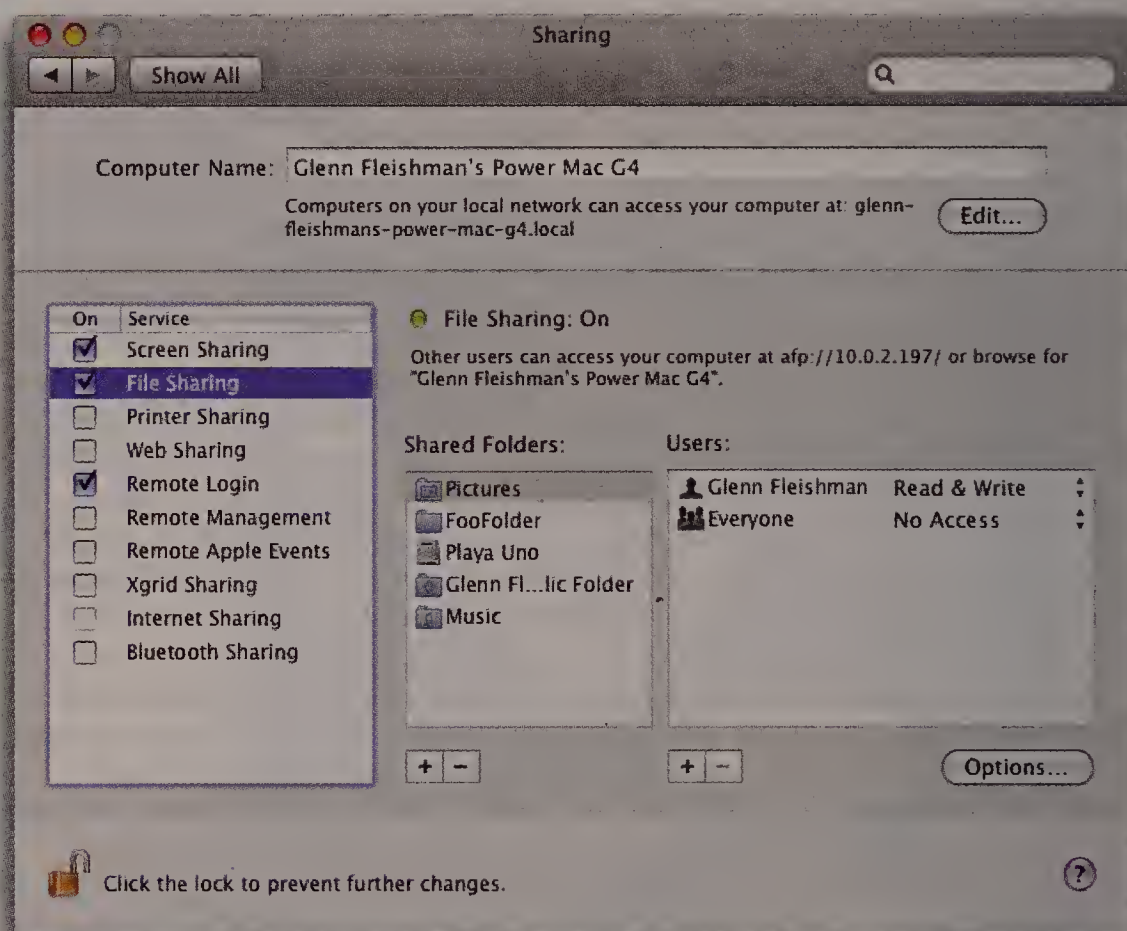 Sharing
Show All
Computer Name: Glenn Fleishman's Power Mac G4
Computers on your local network can access your computer at: glenn-
fleishmans-power-mac-g4.local
Edit...
On Service
Screen Sharing
File Sharing
Printer Sharing
Web Sharing
Remote Login
Remote Management
Remote Apple Events
Xgrid Sharing
Internet Sharing
Bluetooth Sharing
File Sharing: On
Other users can access your computer at afp://10.0.2.197/ or browse for
"Glenn Fleishman's Power Mac G4".
Shared Folders:
Pictures
FooFolder
Playa Uno
Glenn Fl...lic Folder
Music
Users:
Glenn Fleishman Read & Write
Everyone No Access
+ −
+ −
Options...
Click the lock to prevent further changes.
?